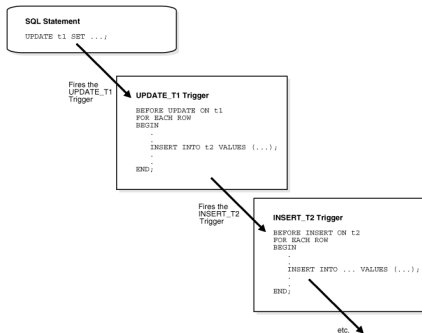 SQL Statement
UPDATE t1 SET ...;
Fires the
UPDATE_T1
Trigger
UPDATE_T1 Trigger
BEFORE UPDATE ON t1
FOR EACH ROW
BEGIN
.
.
INSERT INTO t2 VALUES (...);
.
.
END;
Fires the
INSERT_T2
Trigger
INSERT_T2 Trigger
BEFORE INSERT ON t2
FOR EACH ROW
BEGIN
.
.
INSERT INTO ... VALUES (...);
.
.
END;
etc.